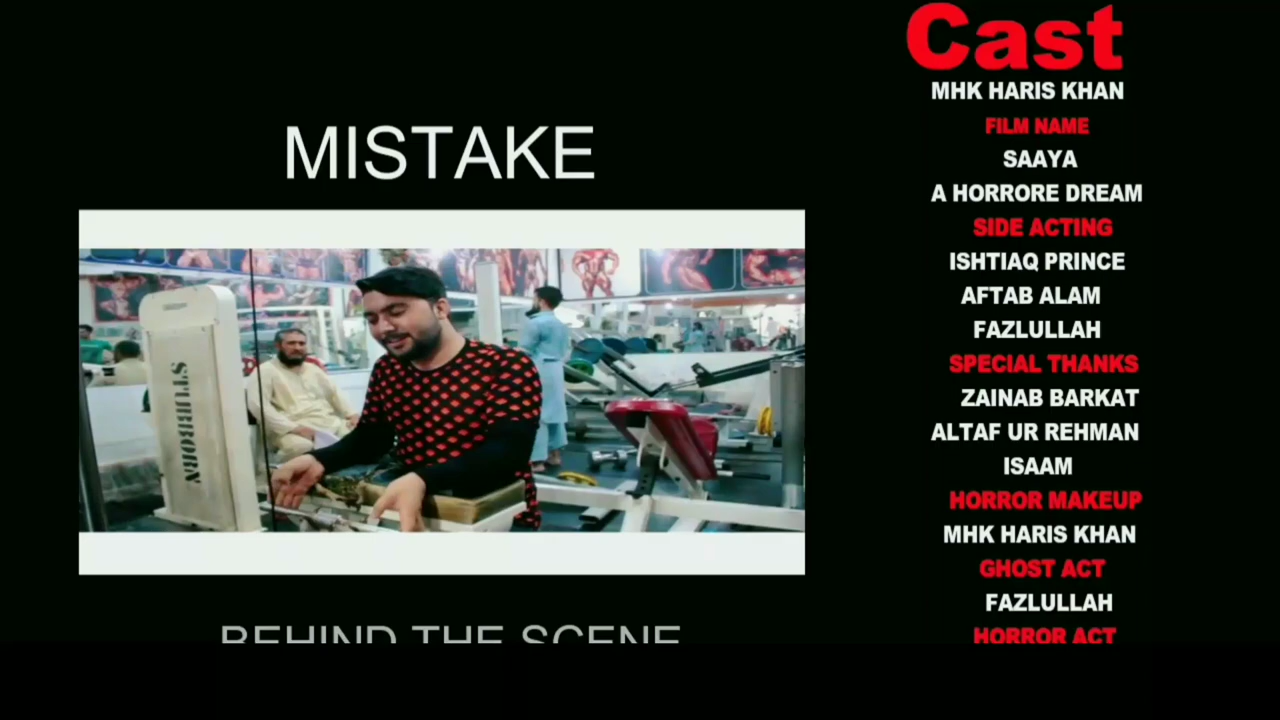 MISTAKE
STUBBORN
BEHIND THE SCENE
Cast
MHK HARIS KHAN
FILM NAME
SAAYA
A HORRORE DREAM
SIDE ACTING
ISHTIAQ PRINCE
AFTAB ALAM
FAZLULLAH
SPECIAL THANKS
ZAINAB BARKAT
ALTAF UR REHMAN
ISAAM
HORROR MAKEUP
MHK HARIS KHAN
GHOST ACT
FAZLULLAH
HORROR ACT